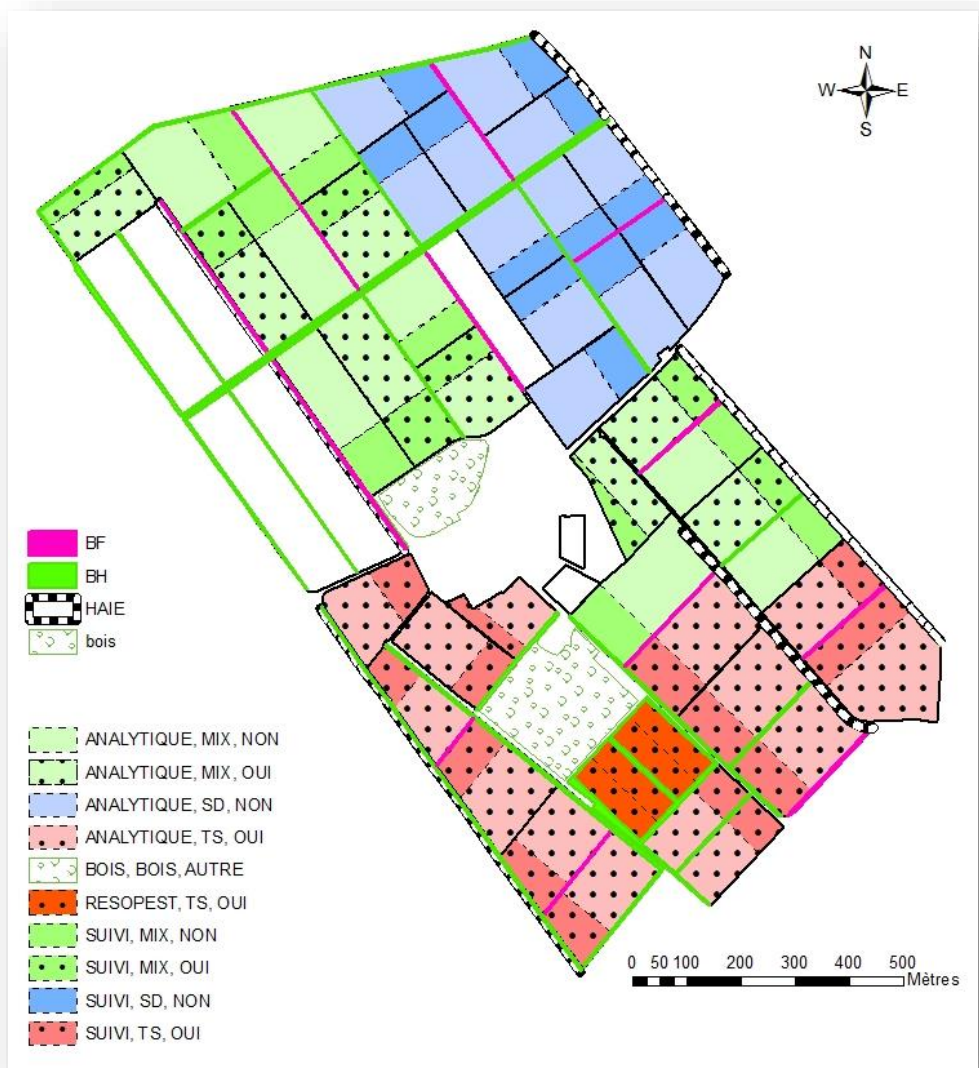 N
W E
S
BF
BH
HAIE
bois
ANALYTIQUE, MIX, NON
ANALYTIQUE, MIX, OUI
ANALYTIQUE, SD, NON
ANALYTIQUE, TS, OUI
BOIS, BOIS, AUTRE
RESOPEST, TS, OUI
SUIVI, MIX, NON
SUIVI, MIX, OUI
SUIVI, SD, NON
SUIVI, TS, OUI
0 50 100 200 300 400 500
Mètres